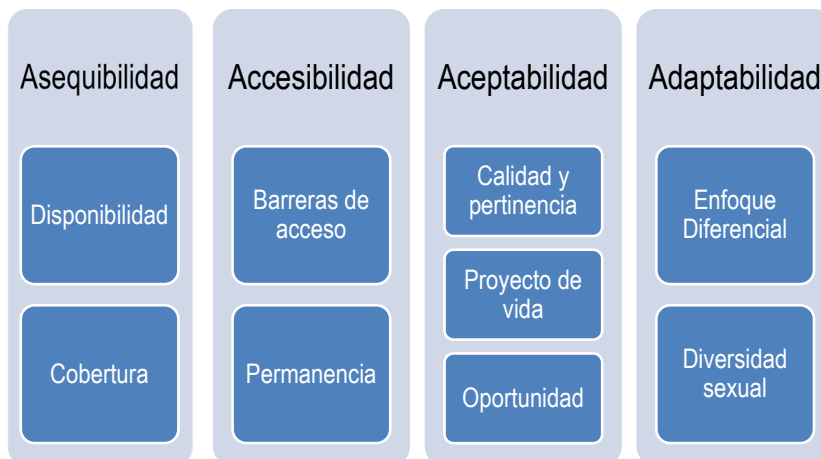 Asequibilidad
Disponibilidad
Cobertura
Accesibilidad
Barreras de
acceso
Permanencia
Aceptabilidad
Calidad y
pertinencia
Proyecto de
vida
Oportunidad
Adaptabilidad
Enfoque
Diferencial
Diversidad
sexual